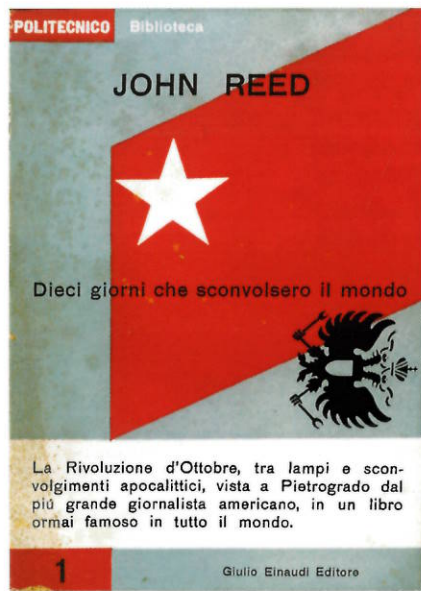 POLITECNICO Biblioteca
JOHN REED
Dieci giorni che sconvolsero il mondo
La Rivoluzione d'Ottobre, tra lampi e scon-
volgimenti apocalittici, vista a Pietrogrado dal
piú grande giornalista americano, in un libro
ormai famoso in tutto il mondo.
1 Giulio Einaudi Editore